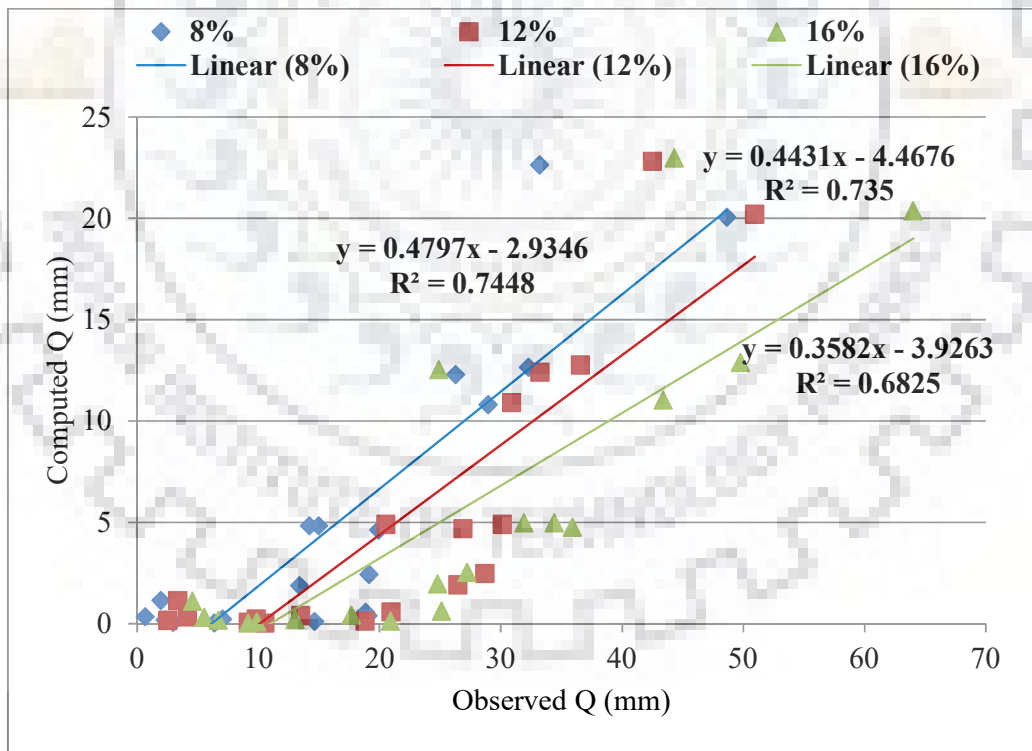 8% 12% 16%
Linear (8%) Linear (12%) Linear (16%)
25
20
15
10
5
0
0 10 20 30 40 50 60 70
Computed Q (mm)
Observed Q (mm)
y = 0.4431x - 4.4676
R² = 0.735
y = 0.4797x - 2.9346
R² = 0.7448
y = 0.3582x - 3.9263
R² = 0.6825